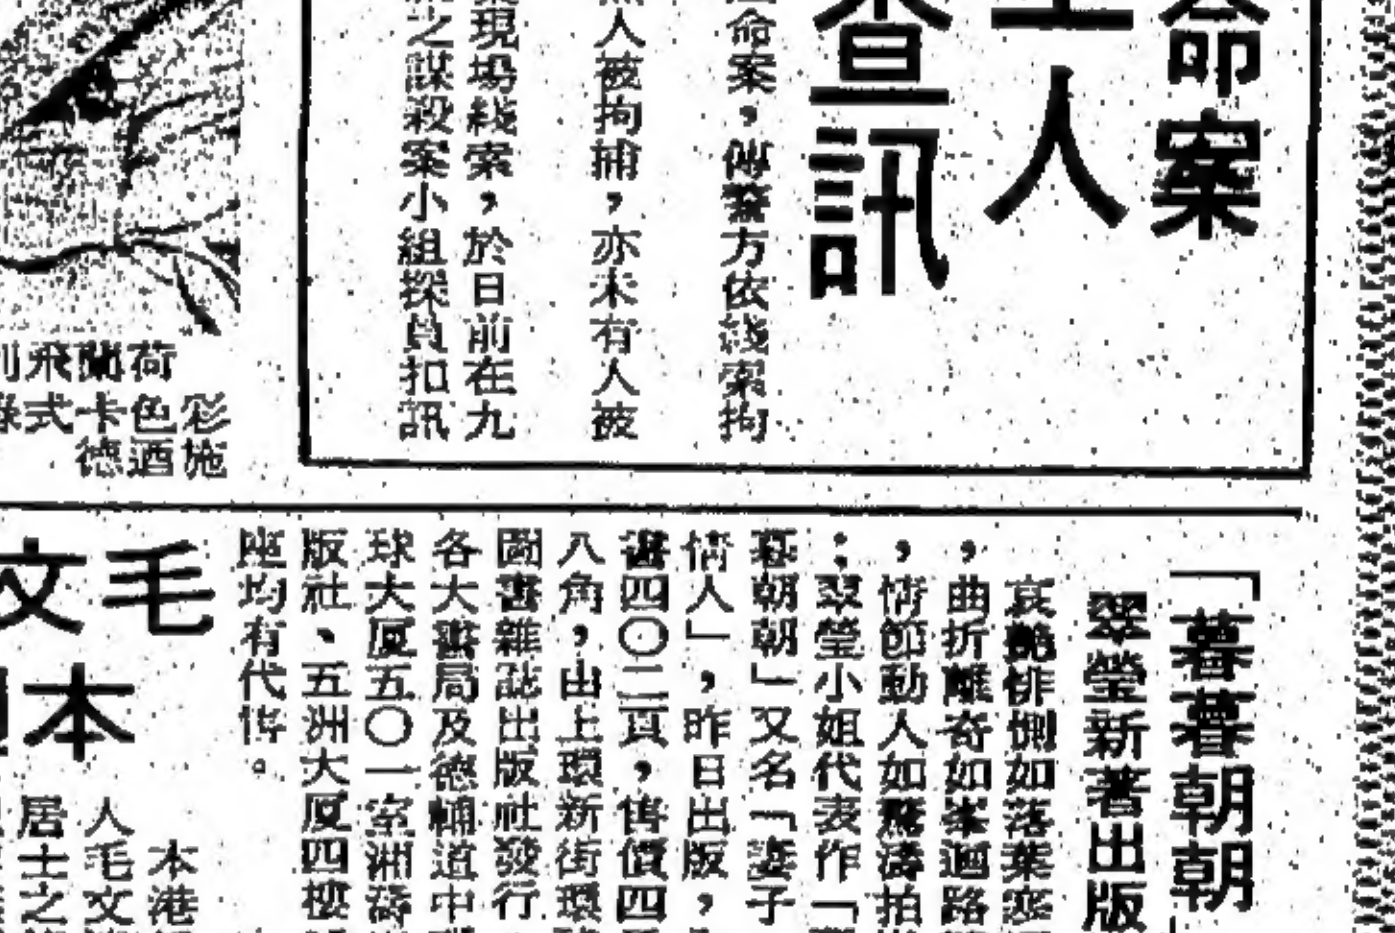 命案
人
查訊
命案，傳警方依綫索拘
人被拘捕，亦未有人被
現場綫索，於日前在九
之謀殺案小組探員扣訊
荷蘭飛
彩色卡式
施酒德
「暮暮朝朝
翠瑩新著出版
哀艷悱惻如落葉寒
，曲折離奇如峯迴路
，情節動人如驚濤拍
：翠瑩小姐代表作「
暮朝朝」又名「妻子
情人」，昨日出版，
書四〇二頁，售價四
八角，由上環新街環
圖書雜誌出版社發行
各大書局及德輔道中
球大厦五〇一室洲濤
版社、五洲大厦四樓
座均有代售。
毛文
本
本港
人毛文
居士之